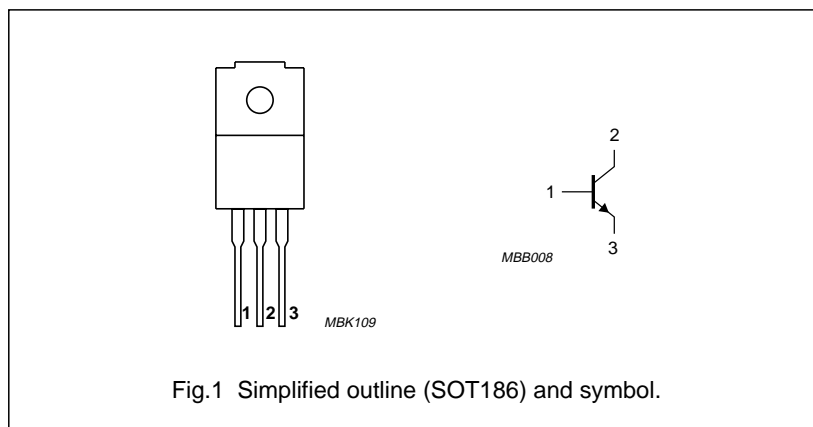 1 2 3
MBK109
2
1
MBB008
3
Fig.1 Simplified outline (SOT186) and symbol.